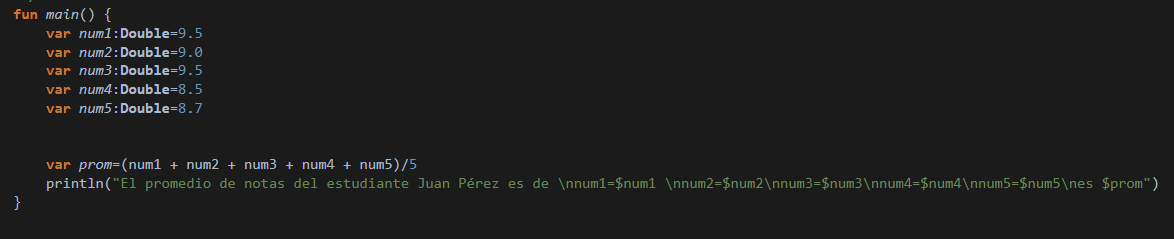 fun main() {
    var num1:Double=9.5
    var num2:Double=9.0
    var num3:Double=9.5
    var num4:Double=8.5
    var num5:Double=8.7
    var prom=(num1 + num2 + num3 + num4 + num5)/5
    println("El promedio de notas del estudiante Juan Pérez es de \nnum1=$num1 \nnum2=$num2\nnum3=$num3\nnum4=$num4\nnum5=$num5\nes $prom")
}